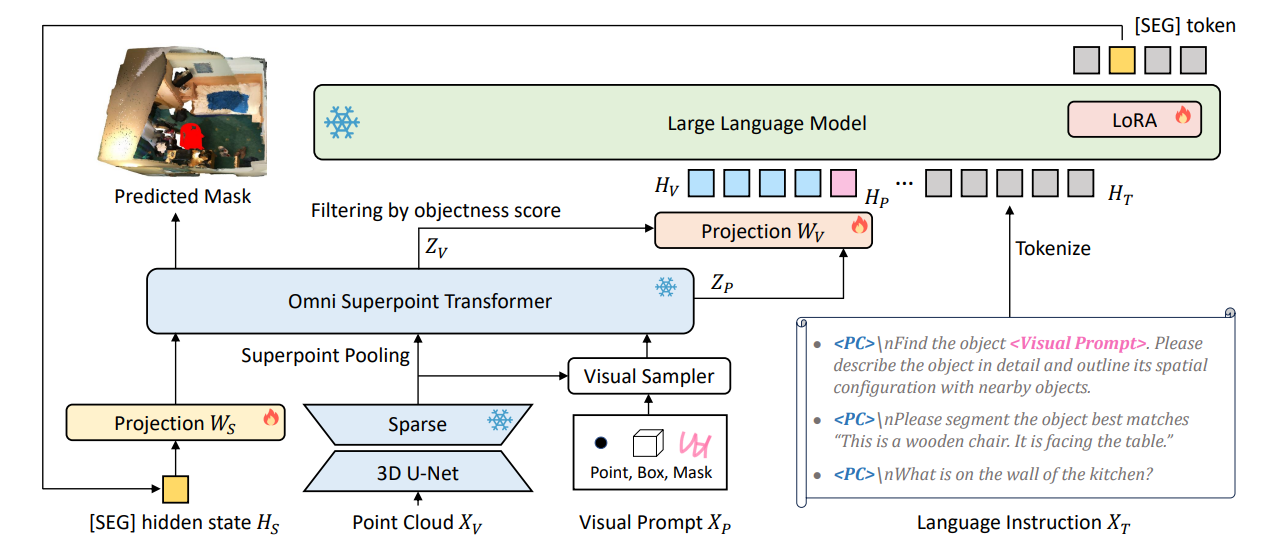 [SEG] token
Large Language Model
LoRA
Predicted Mask
H_V
H_P
...
H_T
Filtering by objectness score
Z_V
Projection W_V
Tokenize
Omni Superpoint Transformer
Z_P
Superpoint Pooling
Visual Sampler
Projection W_S
Sparse
3D U-Net
Point, Box, Mask
• <PC>\nFind the object <Visual Prompt>. Please
describe the object in detail and outline its spatial
configuration with nearby objects.
• <PC>\nPlease segment the object best matches
“This is a wooden chair. It is facing the table.”
• <PC>\nWhat is on the wall of the kitchen?
[SEG] hidden state H_S
Point Cloud X_V
Visual Prompt X_P
Language Instruction X_T